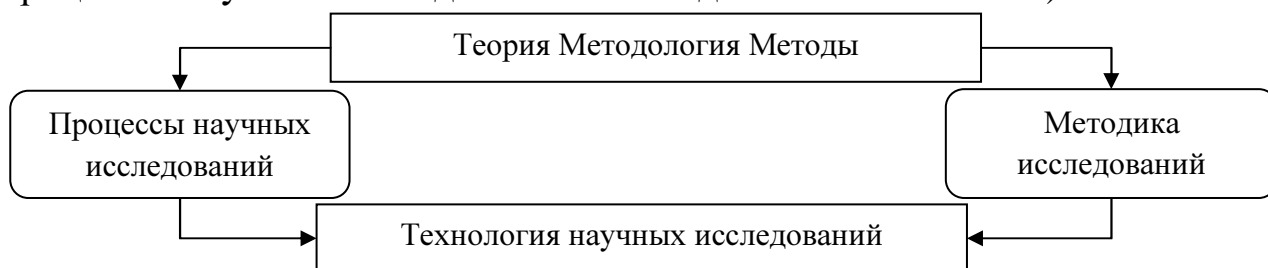 Теория Методология Методы
Процессы научных
исследований
Методика
исследований
Технология научных исследований